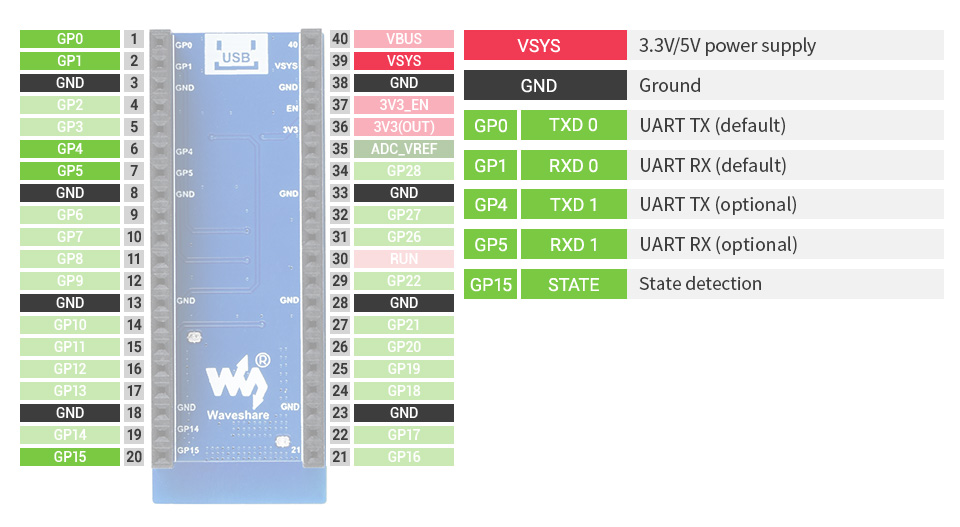 GP0 1 40 VBUS
GP1 2 39 VSYS
GND 3 38 GND
GP2 4 37 3V3_EN
GP3 5 36 3V3(OUT)
GP4 6 35 ADC_VREF
GP5 7 34 GP28
GND 8 33 GND
GP6 9 32 GP27
GP7 10 31 GP26
GP8 11 30 RUN
GP9 12 29 GP22
GND 13 28 GND
GP10 14 27 GP21
GP11 15 26 GP20
GP12 16 25 GP19
GP13 17 24 GP18
GND 18 23 GND
GP14 19 22 GP17
GP15 20 21 GP16
GP0 USB 40
GP1 VSYS
GND GND
EN
3V3
GP4
GP5
GND GND
GND GND
®
Waveshare
GND GND
GP14
GP15 21
VSYS 3.3V/5V power supply
GND Ground
GP0 TXD 0 UART TX (default)
GP1 RXD 0 UART RX (default)
GP4 TXD 1 UART TX (optional)
GP5 RXD 1 UART RX (optional)
GP15 STATE State detection